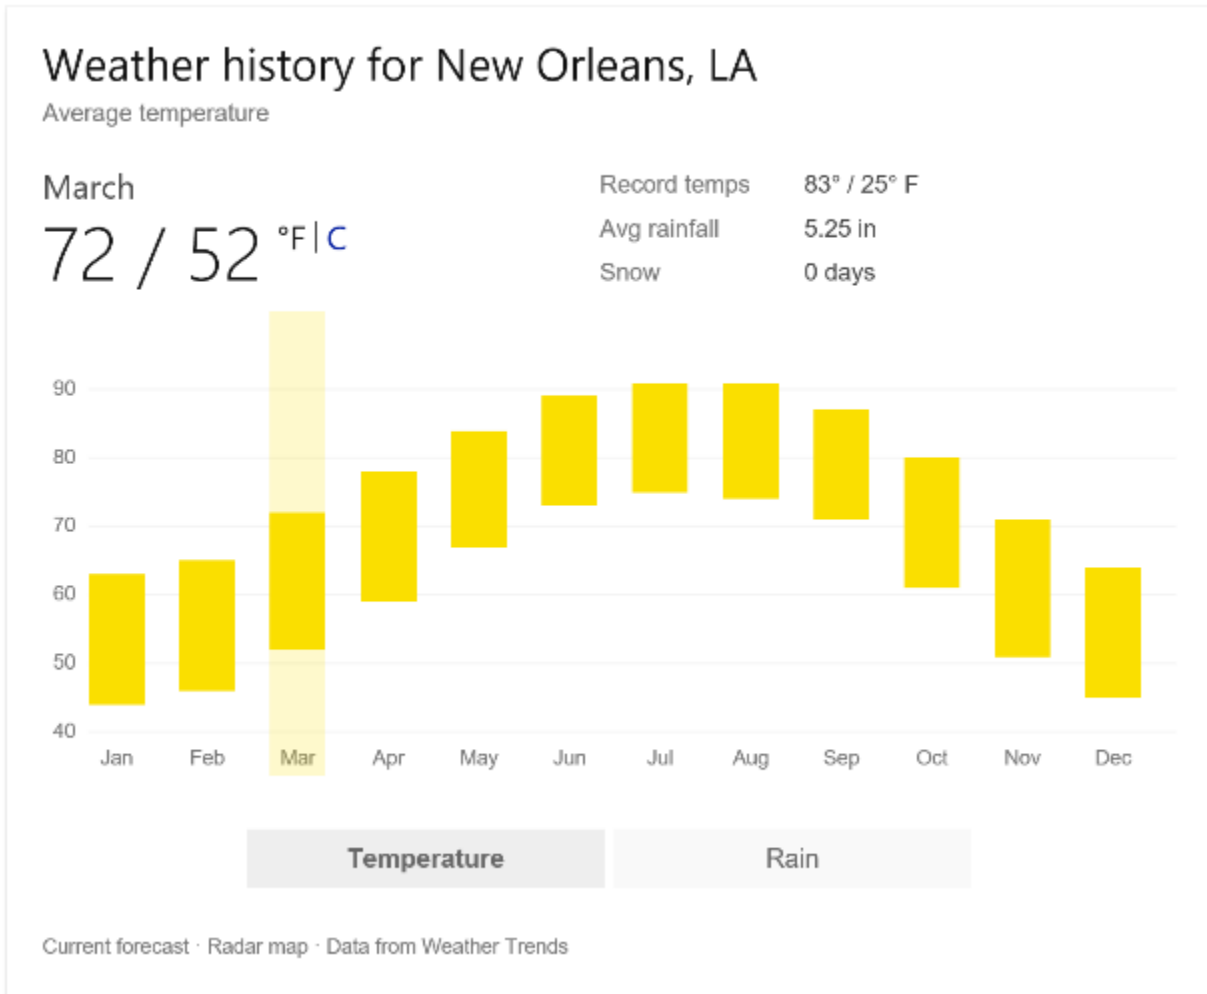 Weather history for New Orleans, LA
Average temperature
March
72 / 52 °F | C
Record temps 83° / 25° F
Avg rainfall 5.25 in
Snow 0 days
90
80
70
60
50
40
Jan Feb Mar Apr May Jun Jul Aug Sep Oct Nov Dec
Temperature Rain
Current forecast · Radar map · Data from Weather Trends